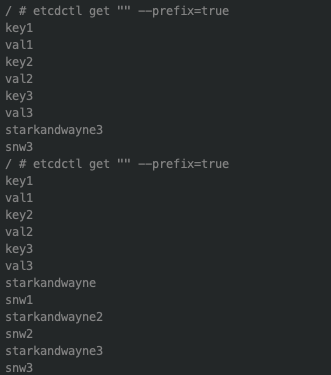 / # etcdctl get "" --prefix=true
key1
val1
key2
val2
key3
val3
starkandwayne3
snw3
/ # etcdctl get "" --prefix=true
key1
val1
key2
val2
key3
val3
starkandwayne
snw1
starkandwayne2
snw2
starkandwayne3
snw3